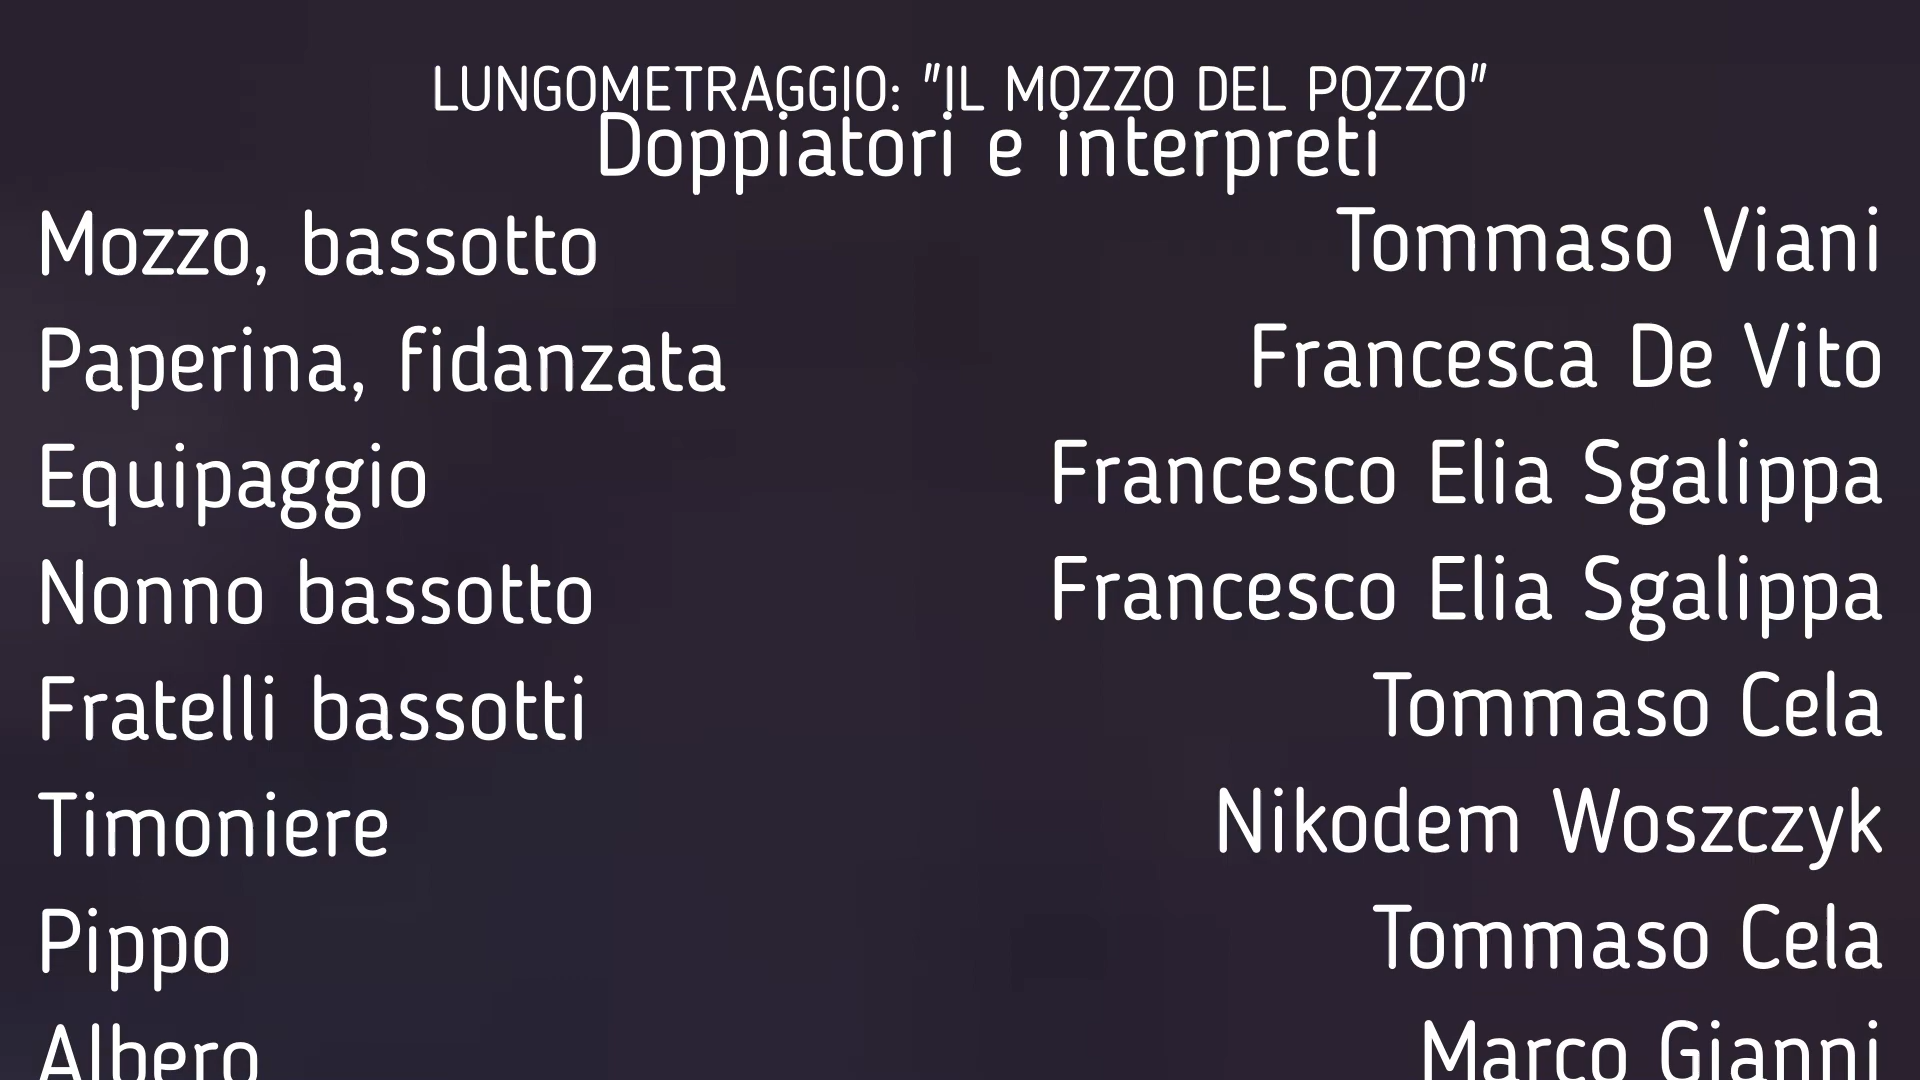 LUNGOMETRAGGIO: "IL MOZZO DEL POZZO"
Doppiatori e interpreti
Mozzo, bassotto Tommaso Viani
Paperina, fidanzata Francesca De Vito
Equipaggio Francesco Elia Sgalippa
Nonno bassotto Francesco Elia Sgalippa
Fratelli bassotti Tommaso Cela
Timoniere Nikodem Woszczyk
Pippo Tommaso Cela
Albero Marco Gianni